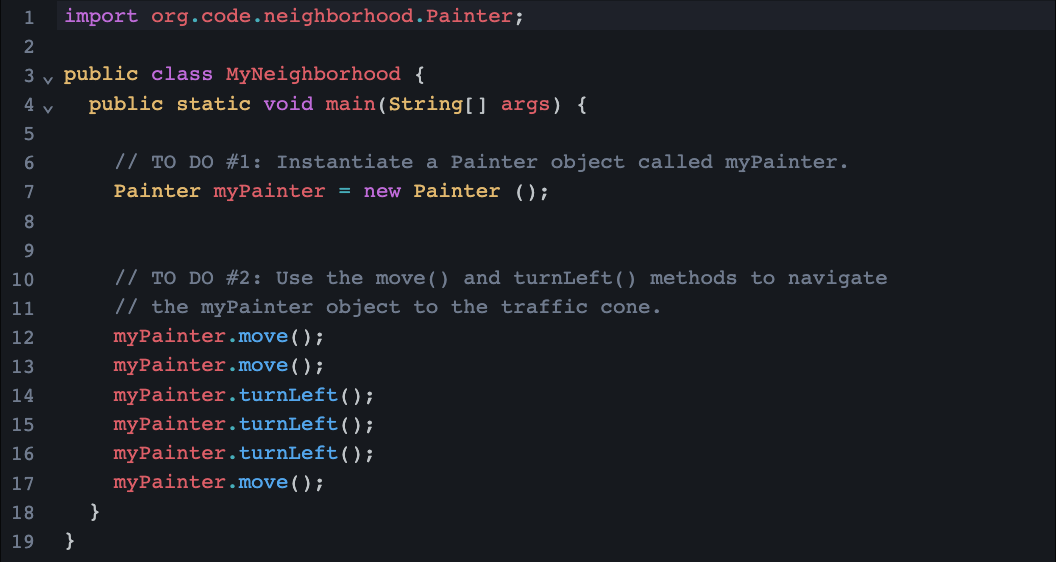 1 import org.code.neighborhood.Painter;
2
3 public class MyNeighborhood {
4 public static void main(String[] args) {
5
6 // TO DO #1: Instantiate a Painter object called myPainter.
7 Painter myPainter = new Painter ();
8
9
10 // TO DO #2: Use the move() and turnLeft() methods to navigate
11 // the myPainter object to the traffic cone.
12 myPainter.move();
13 myPainter.move();
14 myPainter.turnLeft();
15 myPainter.turnLeft();
16 myPainter.turnLeft();
17 myPainter.move();
18 }
19 }